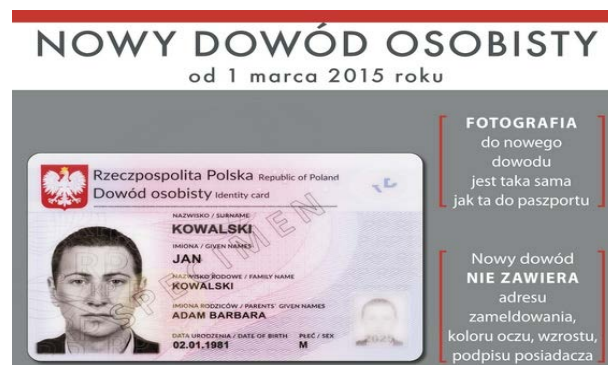 NOWY DOWÓD OSOBISTY
od 1 marca 2015 roku
Rzeczpospolita Polska Republic of Poland
Dowód osobisty Identity card
NAZWISKO / SURNAME
KOWALSKI
IMIONA / GIVEN NAMES
JAN
NAZWISKO RODOWE / FAMILY NAME
KOWALSKI
IMIONA RODZICÓW / PARENTS' GIVEN NAMES
ADAM BARBARA
DATA URODZENIA / DATE OF BIRTH PŁEĆ / SEX
02.01.1981 M
SPECIMEN
FOTOGRAFIA
do nowego
dowodu
jest taka sama
jak ta do paszportu
Nowy dowód
NIE ZAWIERA
adresu
zameldowania,
koloru oczu, wzrostu,
podpisu posiadacza